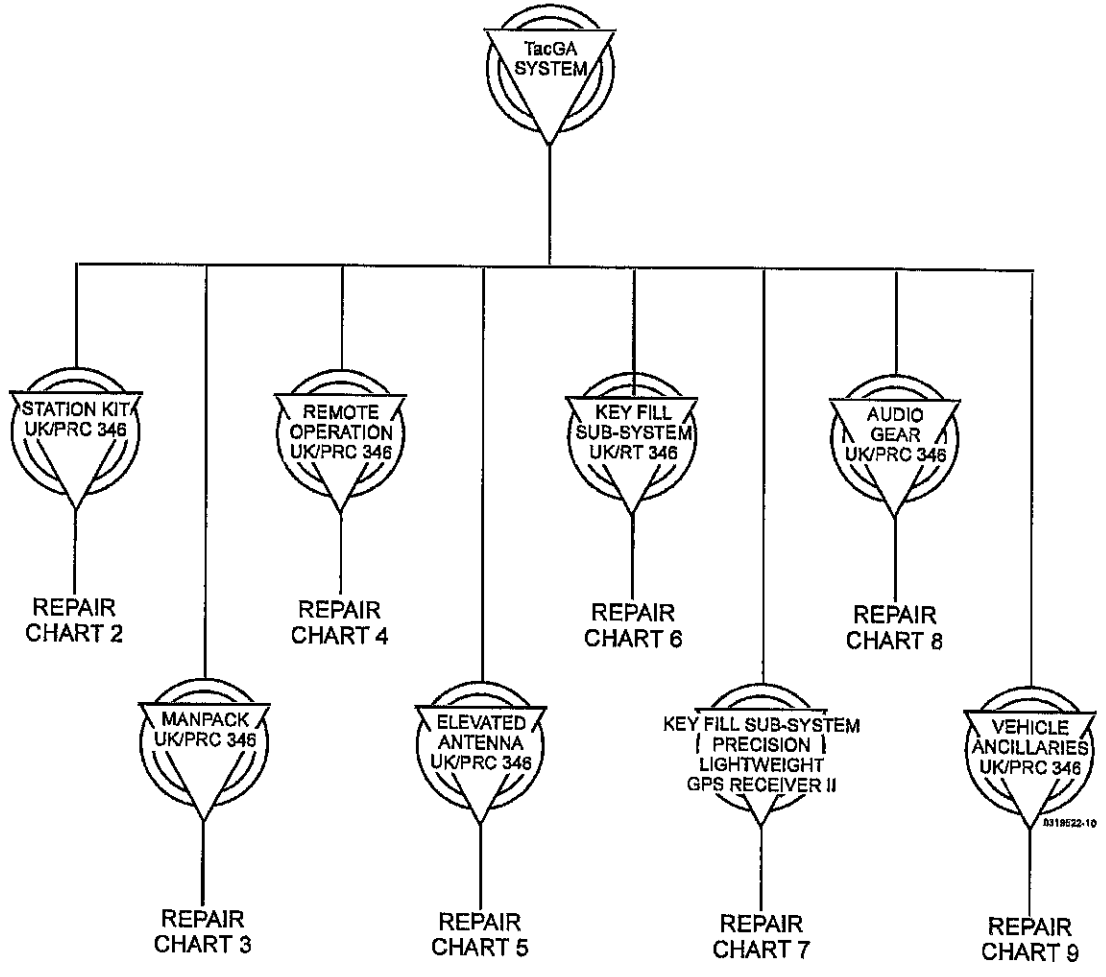 TacGA
SYSTEM
STATION KIT
UK/PRC 346
REPAIR
CHART 2
MANPACK
UK/PRC 346
REPAIR
CHART 3
REMOTE
OPERATION
UK/PRC 346
REPAIR
CHART 4
ELEVATED
ANTENNA
UK/PRC 346
REPAIR
CHART 5
KEY FILL
SUB-SYSTEM
UK/RT 346
REPAIR
CHART 6
KEY FILL SUB-SYSTEM
PRECISION
LIGHTWEIGHT
GPS RECEIVER II
REPAIR
CHART 7
AUDIO
GEAR
UK/PRC 346
REPAIR
CHART 8
VEHICLE
ANCILLARIES
UK/PRC 346
REPAIR
CHART 9